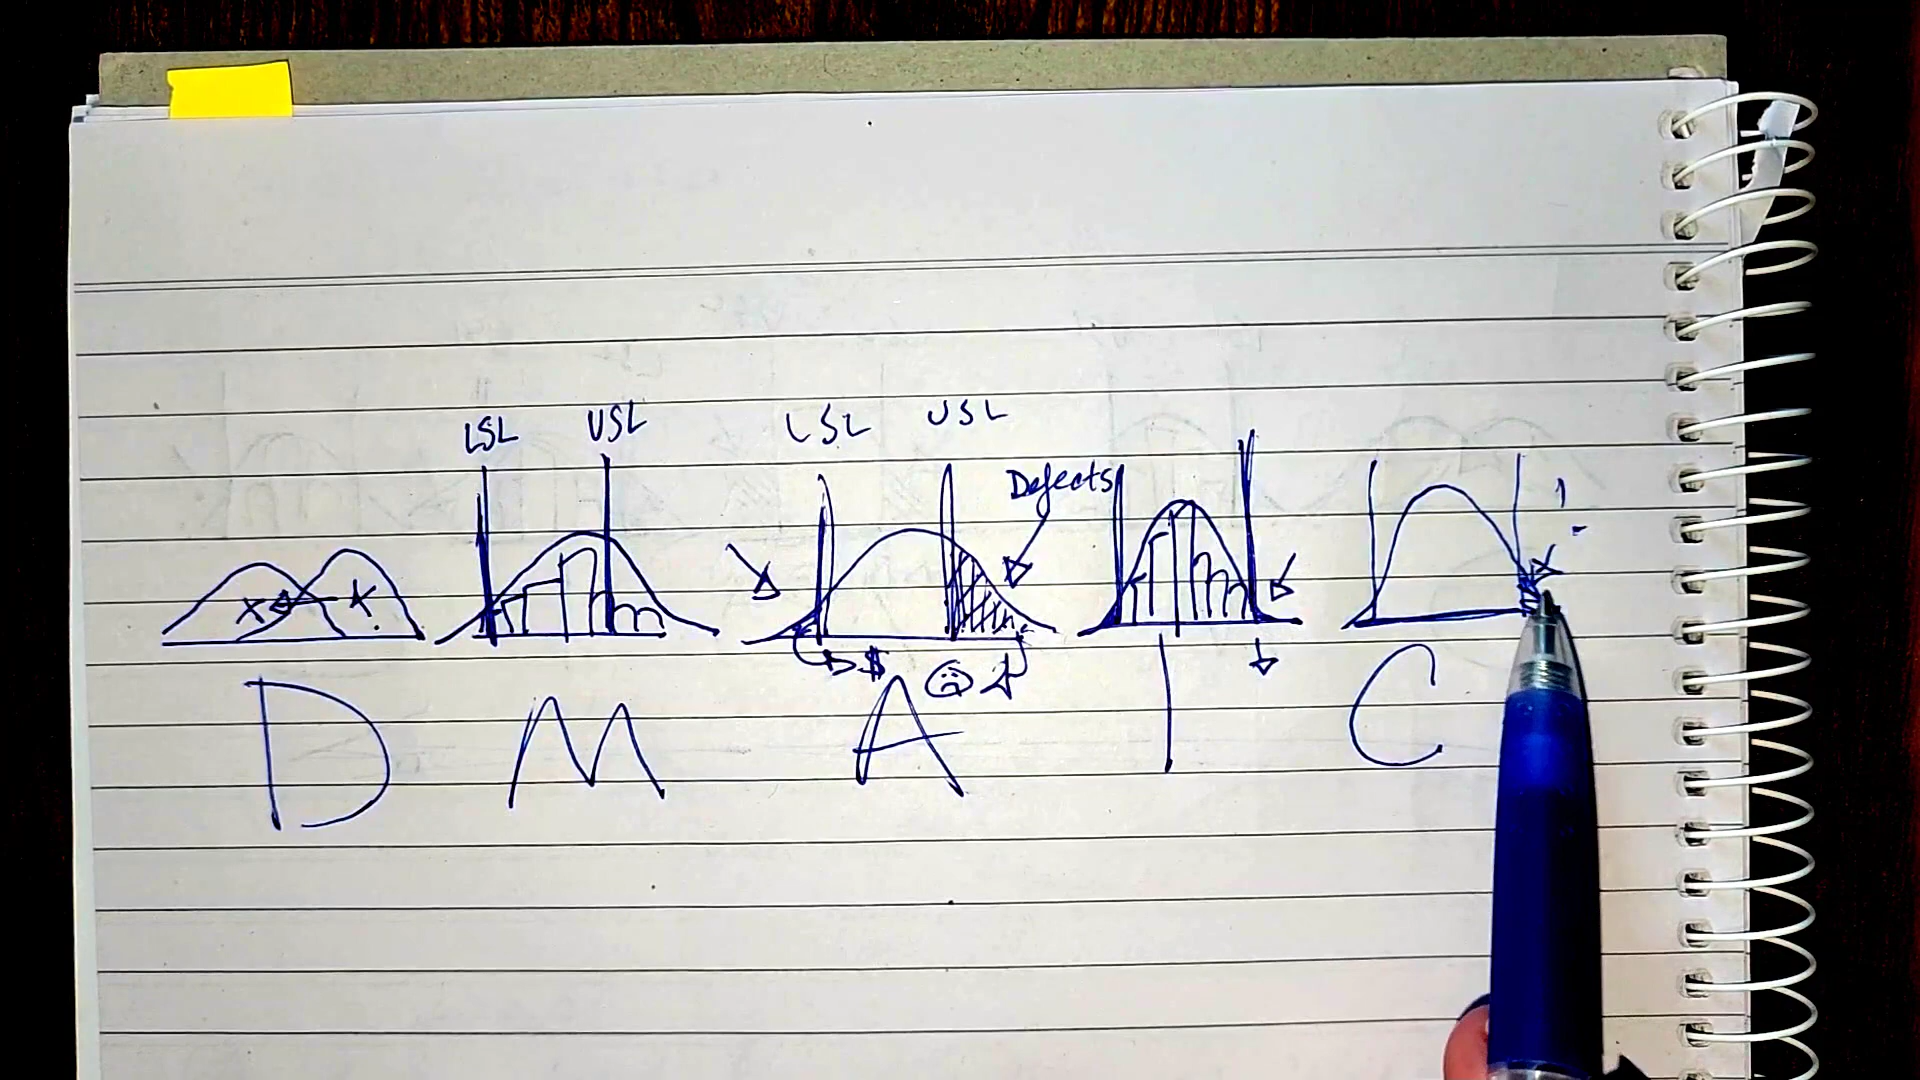 LSL USL LSL USL
Defects
x x
$
D M A I C